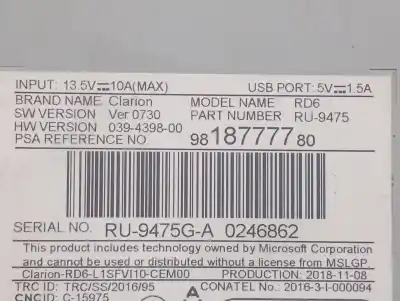 INPUT: 13.5V⎓10A(MAX) USB PORT: 5V⎓1.5A
BRAND NAME Clarion MODEL NAME RD6
SW VERSION Ver 0730 PART NUMBER RU-9475
HW VERSION 039-4398-00
PSA REFERENCE NO 9818777780
SERIAL NO. RU-9475G-A 0246862
This product includes technology owned by Microsoft Corporation
and cannot be used or distributed without a license from MSLGP.
Clarion-RD6-L1SFVI10-CEM00 PRODUCTION: 2018-11-08
TRC ID: TRC/SS/2016/95 CONATEL No.: 2016-3-I-000094
CNCID: C-15975